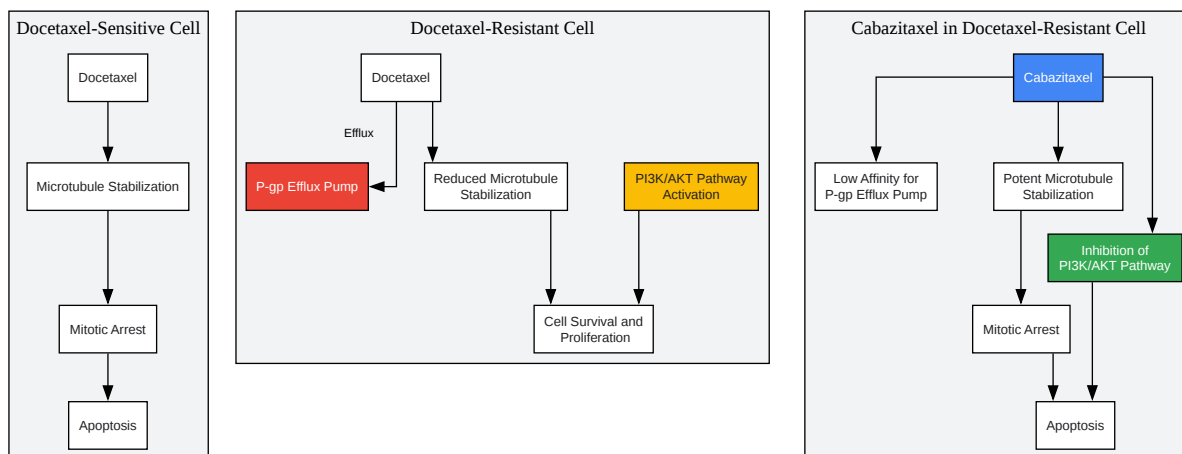 Docetaxel-Sensitive Cell
Docetaxel
Microtubule Stabilization
Mitotic Arrest
Apoptosis
Docetaxel-Resistant Cell
Docetaxel
Efflux
P-gp Efflux Pump
Reduced Microtubule
Stabilization
PI3K/AKT Pathway
Activation
Cell Survival and
Proliferation
Cabazitaxel in Docetaxel-Resistant Cell
Cabazitaxel
Low Affinity for
P-gp Efflux Pump
Potent Microtubule
Stabilization
Inhibition of
PI3K/AKT Pathway
Mitotic Arrest
Apoptosis